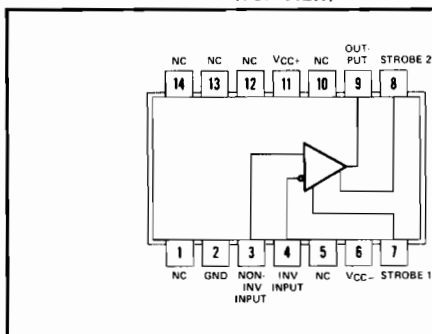 OUT-
NC NC NC VCC+ NC PUT STROBE 2
14 13 12 11 10 9 8
1 2 3 4 5 6 7
NC GND NON- INV NC VCC– STROBE 1
INV INPUT
INPUT